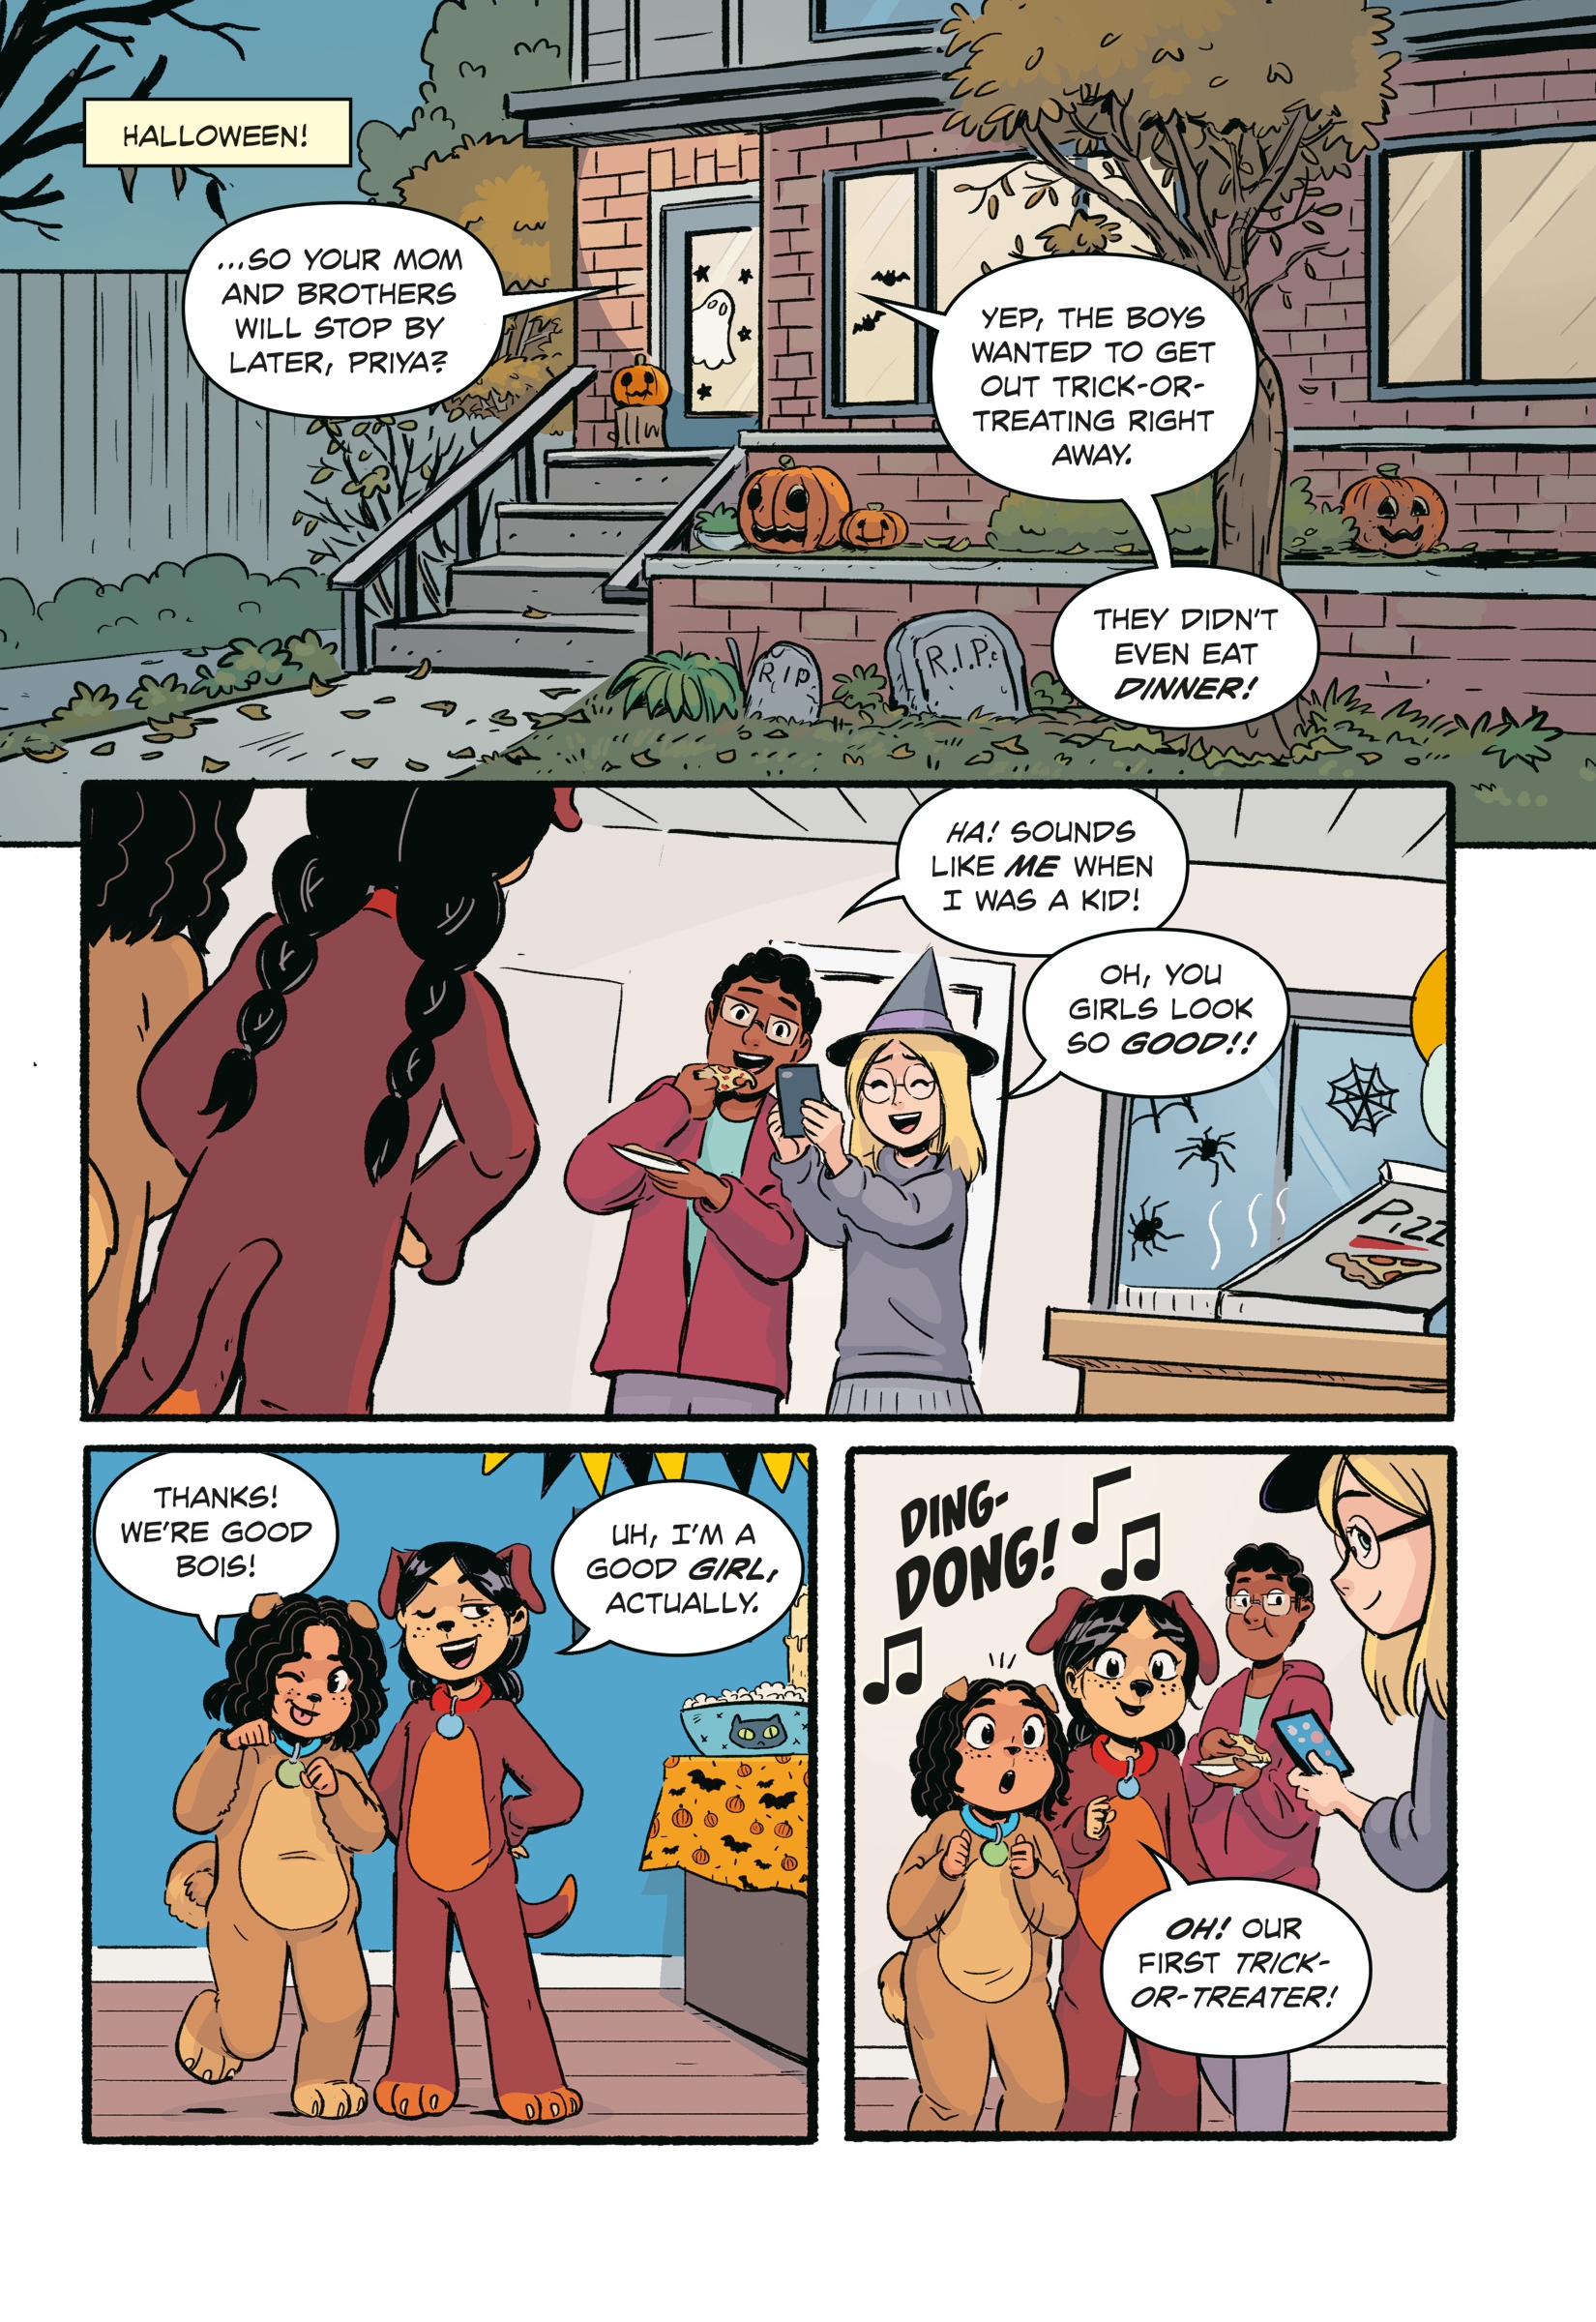 HALLOWEEN!
...SO YOUR MOM
AND BROTHERS
WILL STOP BY
LATER, PRIYA?
YEP, THE BOYS
WANTED TO GET
OUT TRICK-OR-
TREATING RIGHT
AWAY.
THEY DIDN'T
EVEN EAT
DINNER!
RIP
R.I.P.
HA! SOUNDS
LIKE ME WHEN
I WAS A KID!
OH, YOU
GIRLS LOOK
SO GOOD!!
PIZZ
THANKS!
WE'RE GOOD
BOIS!
UH, I'M A
GOOD GIRL,
ACTUALLY.
DING-
DONG!
OH! OUR
FIRST TRICK-
OR-TREATER!